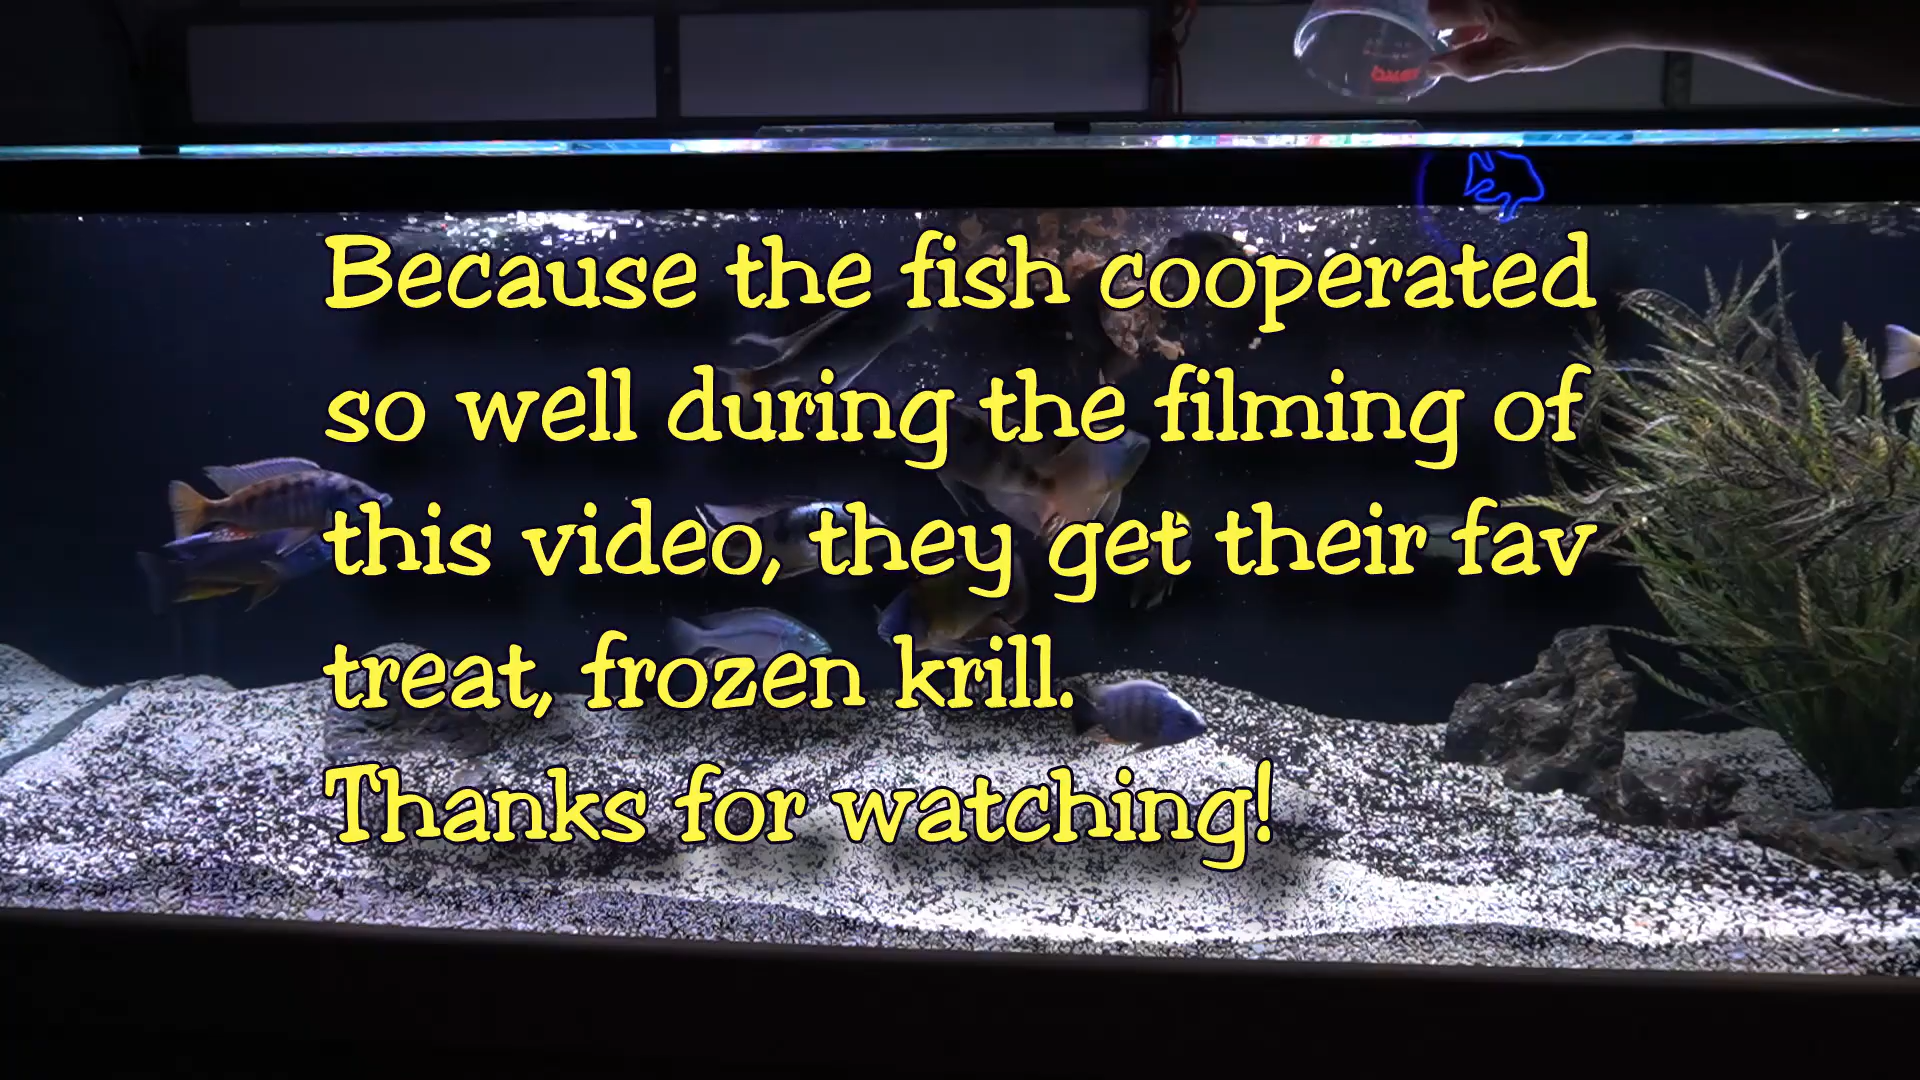 Because the fish cooperated
so well during the filming of
this video, they get their fav
treat, frozen krill.
Thanks for watching!